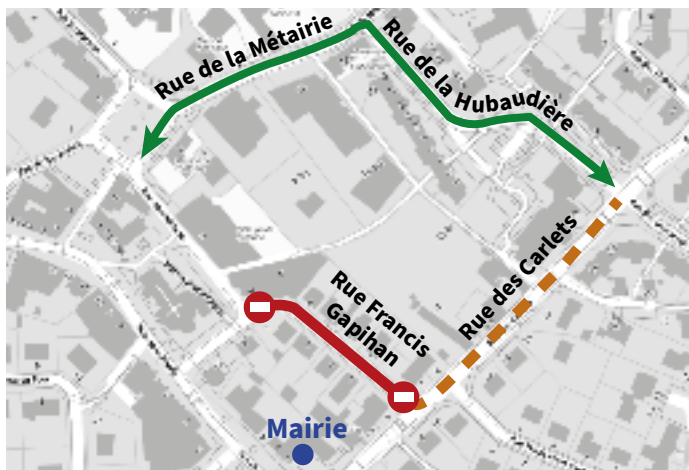 Rue de la Métairie
Rue de la Hubaudière
Rue des Carlets
Rue Francis
Gapihan
Mairie